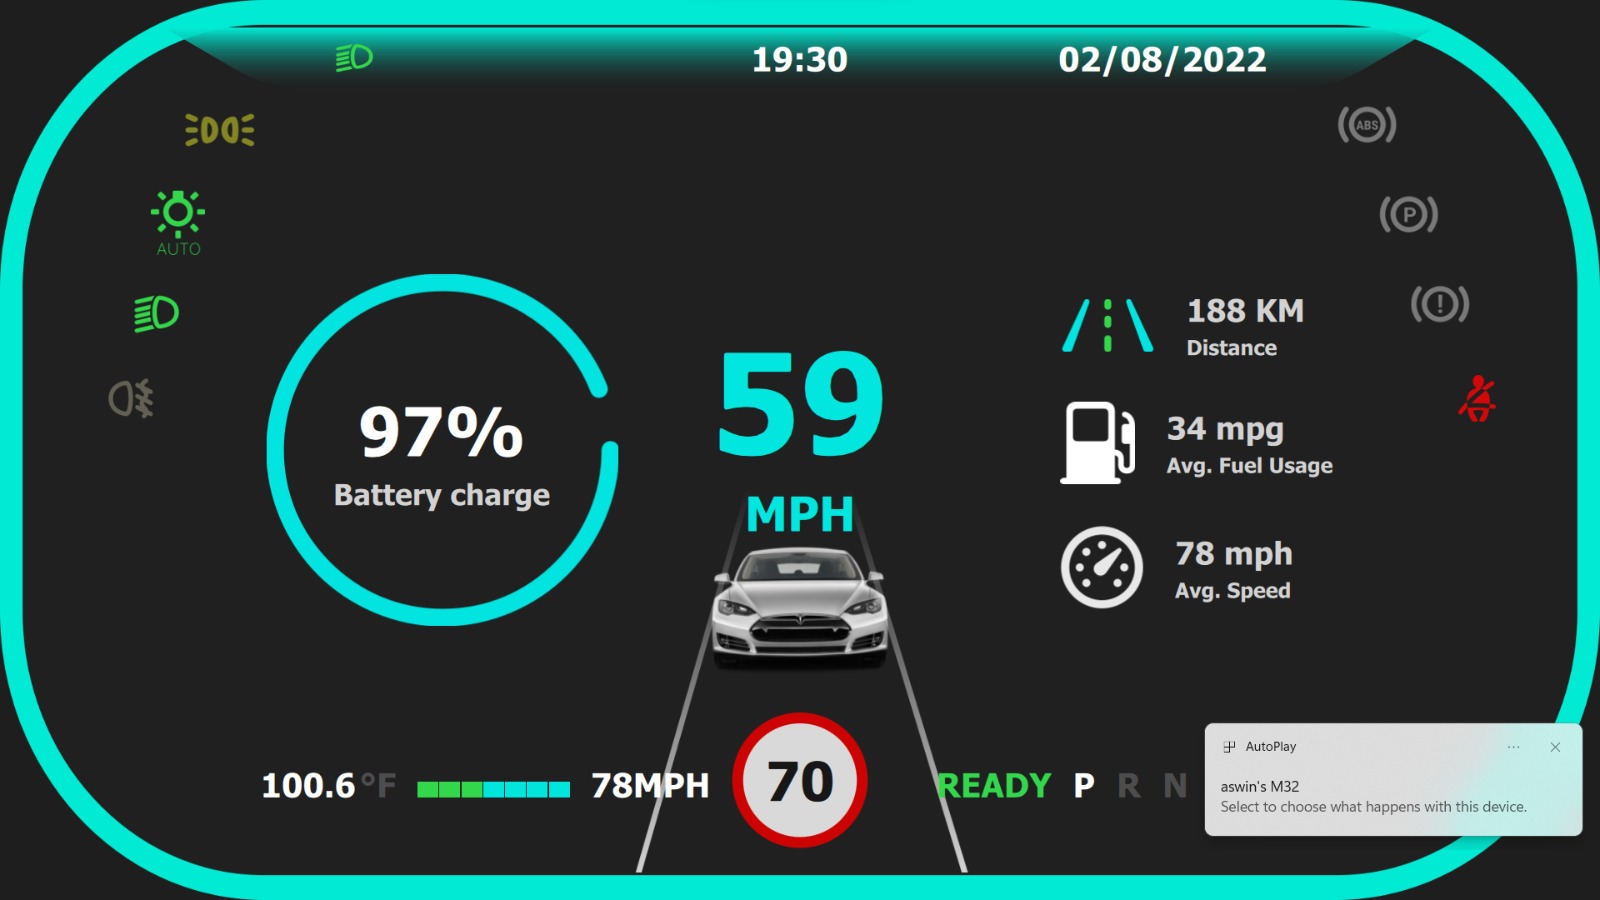 19:30
02/08/2022
ABS
AUTO
P
188 KM
Distance
!
97%
Battery charge
59
MPH
34 mpg
Avg. Fuel Usage
78 mph
Avg. Speed
100.6 °F
78MPH
70
READY P R N
AutoPlay
aswin's M32
Select to choose what happens with this device.